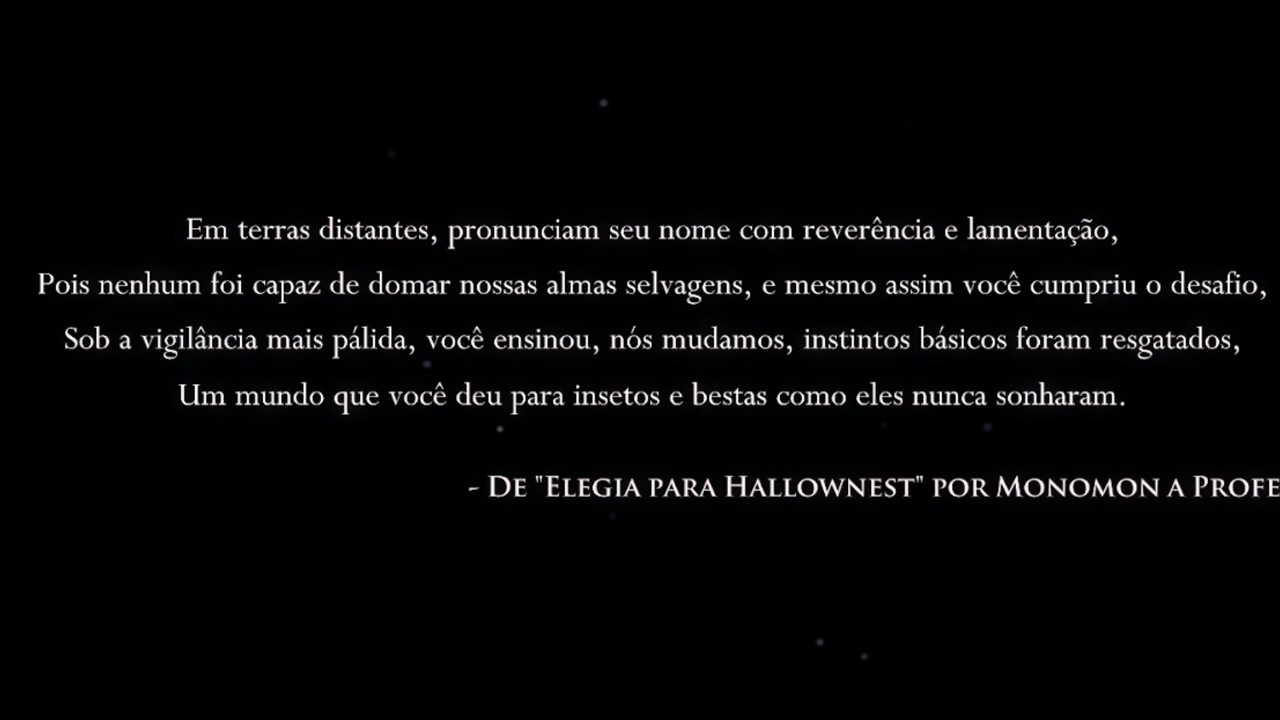 Em terras distantes, pronunciam seu nome com reverência e lamentação,
Pois nenhum foi capaz de domar nossas almas selvagens, e mesmo assim você cumpriu o desafio,
Sob a vigilância mais pálida, você ensinou, nós mudamos, instintos básicos foram resgatados,
Um mundo que você deu para insetos e bestas como eles nunca sonharam.
- De "Elegia para Hallownest" por Monomon a Profe